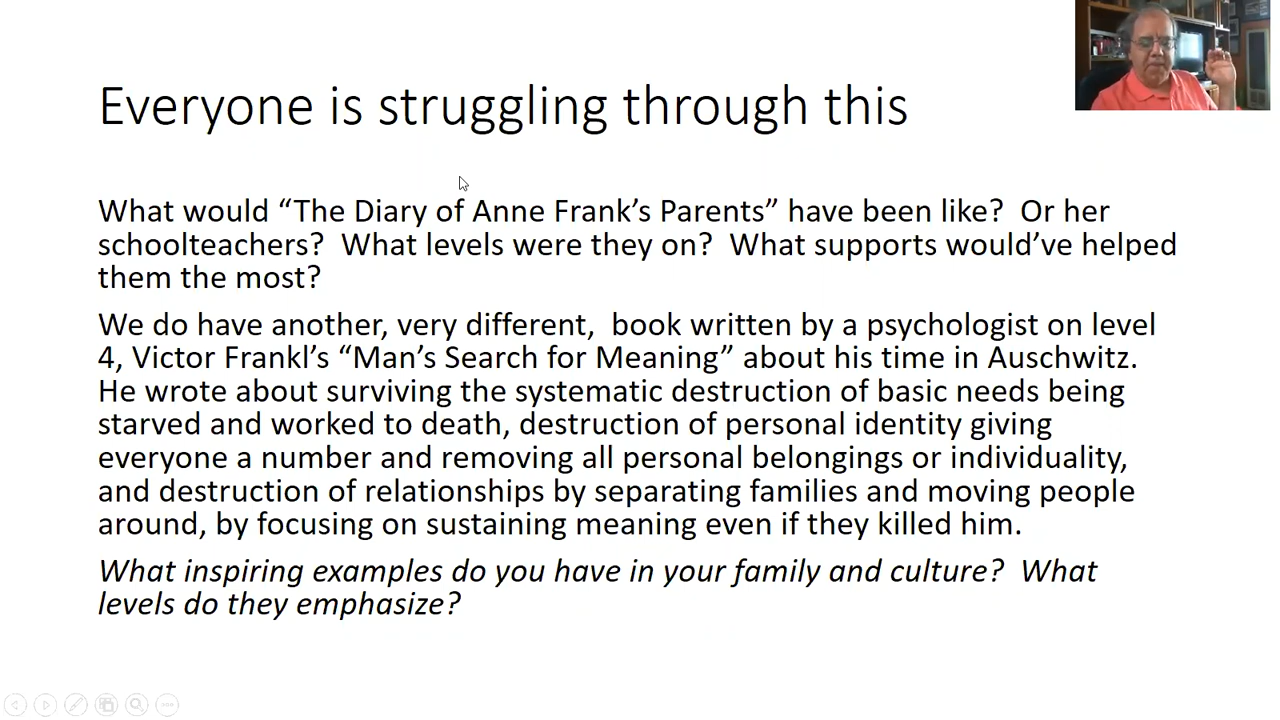 Everyone is struggling through this
What would “The Diary of Anne Frank’s Parents” have been like?  Or her
schoolteachers?  What levels were they on?  What supports would’ve helped
them the most?
We do have another, very different,  book written by a psychologist on level
4, Victor Frankl’s “Man’s Search for Meaning” about his time in Auschwitz.
He wrote about surviving the systematic destruction of basic needs being
starved and worked to death, destruction of personal identity giving
everyone a number and removing all personal belongings or individuality,
and destruction of relationships by separating families and moving people
around, by focusing on sustaining meaning even if they killed him.
What inspiring examples do you have in your family and culture?  What
levels do they emphasize?